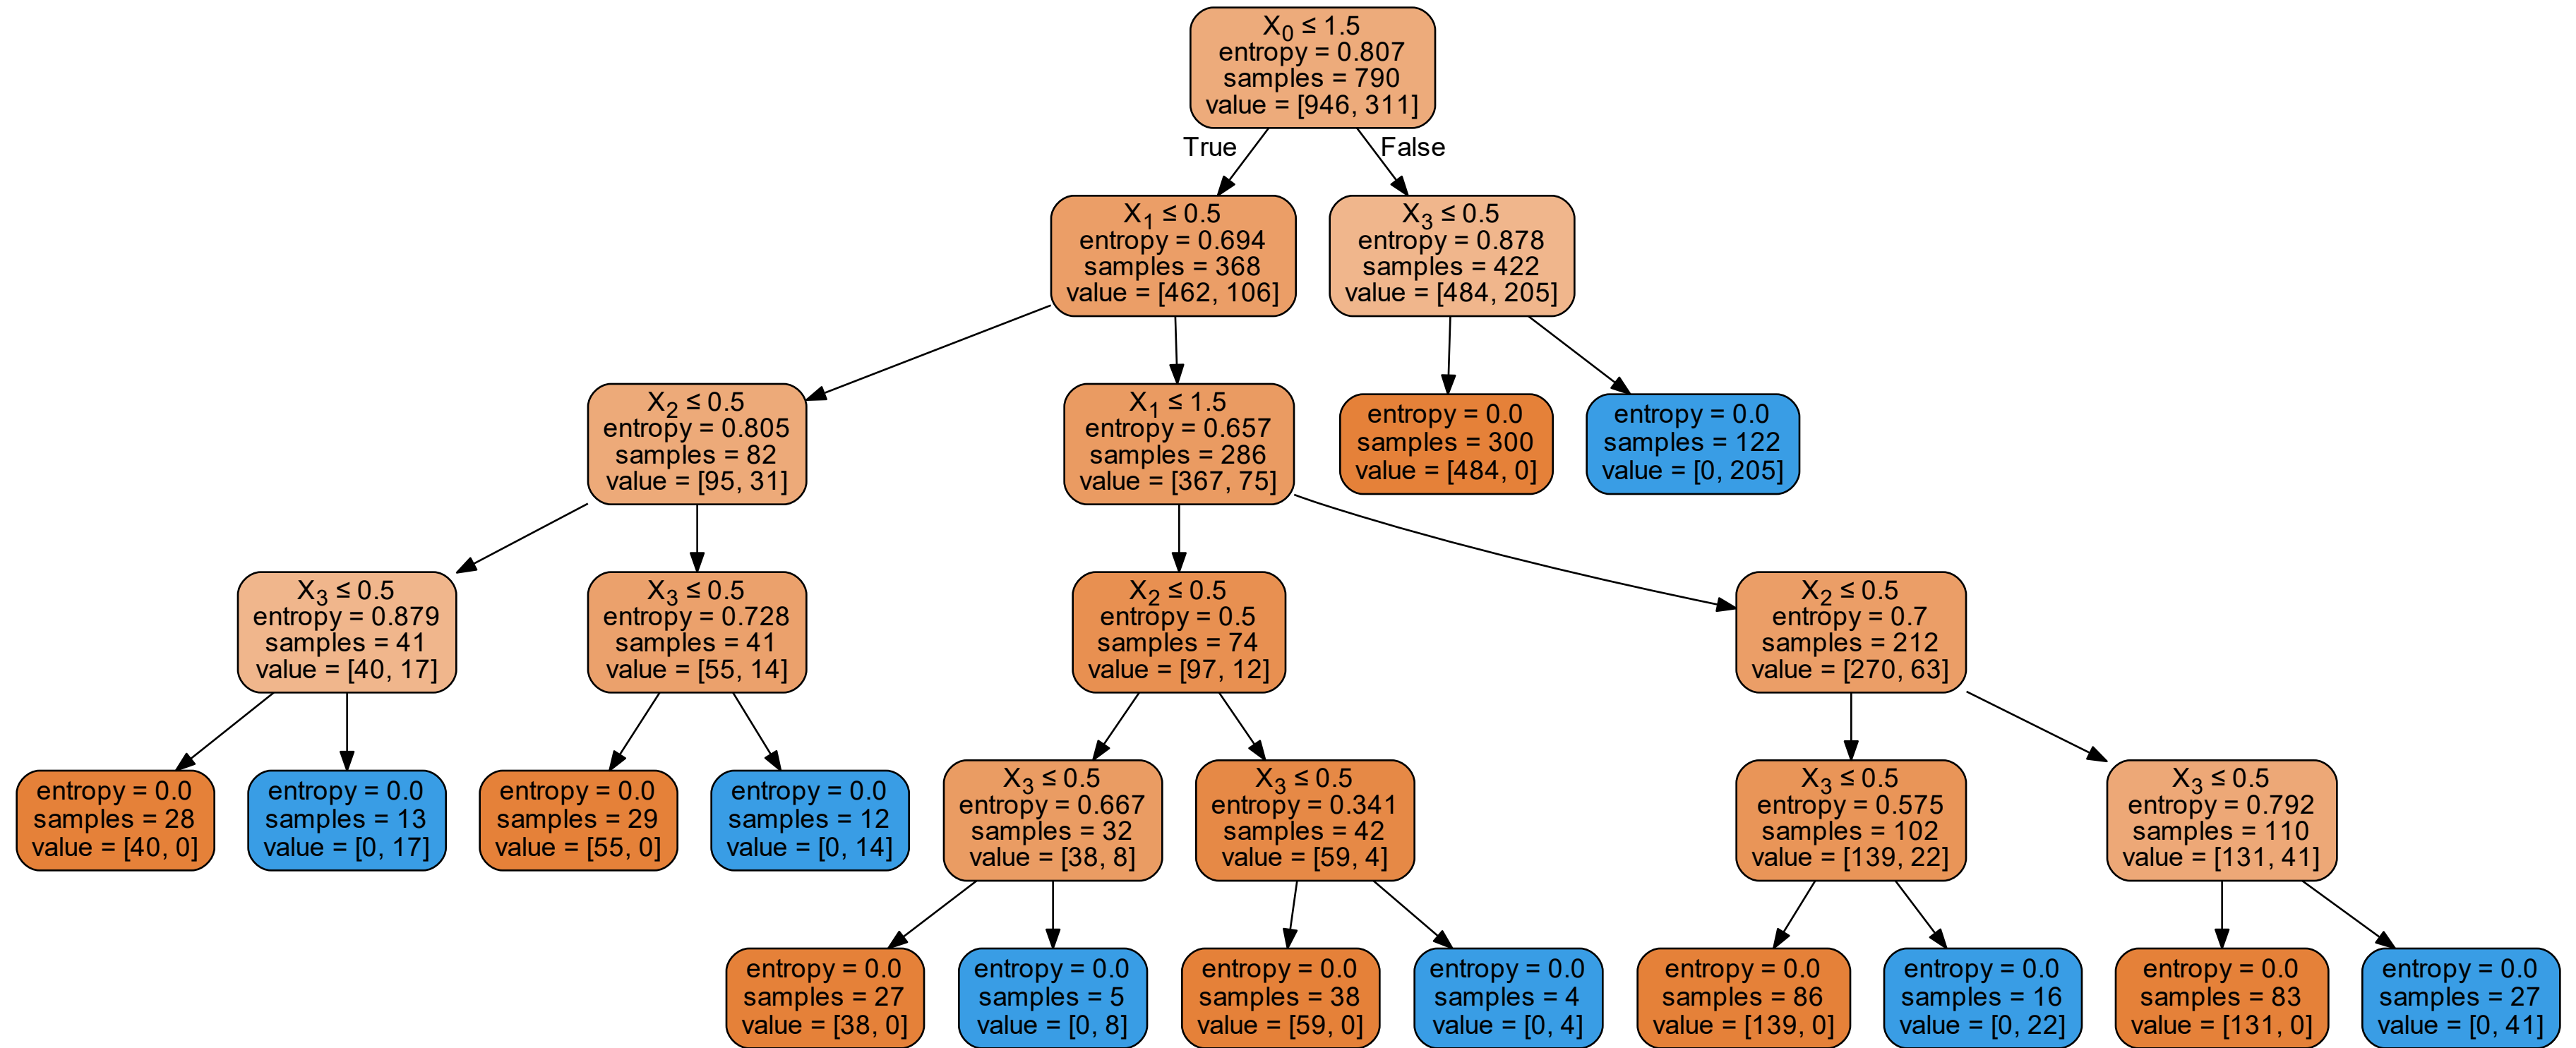 X0 ≤ 1.5
entropy = 0.807
samples = 790
value = [946, 311]
True
False
X1 ≤ 0.5
entropy = 0.694
samples = 368
value = [462, 106]
X3 ≤ 0.5
entropy = 0.878
samples = 422
value = [484, 205]
X2 ≤ 0.5
entropy = 0.805
samples = 82
value = [95, 31]
X1 ≤ 1.5
entropy = 0.657
samples = 286
value = [367, 75]
entropy = 0.0
samples = 300
value = [484, 0]
entropy = 0.0
samples = 122
value = [0, 205]
X3 ≤ 0.5
entropy = 0.879
samples = 41
value = [40, 17]
X3 ≤ 0.5
entropy = 0.728
samples = 41
value = [55, 14]
X2 ≤ 0.5
entropy = 0.5
samples = 74
value = [97, 12]
X2 ≤ 0.5
entropy = 0.7
samples = 212
value = [270, 63]
entropy = 0.0
samples = 28
value = [40, 0]
entropy = 0.0
samples = 13
value = [0, 17]
entropy = 0.0
samples = 29
value = [55, 0]
entropy = 0.0
samples = 12
value = [0, 14]
X3 ≤ 0.5
entropy = 0.667
samples = 32
value = [38, 8]
X3 ≤ 0.5
entropy = 0.341
samples = 42
value = [59, 4]
X3 ≤ 0.5
entropy = 0.575
samples = 102
value = [139, 22]
X3 ≤ 0.5
entropy = 0.792
samples = 110
value = [131, 41]
entropy = 0.0
samples = 27
value = [38, 0]
entropy = 0.0
samples = 5
value = [0, 8]
entropy = 0.0
samples = 38
value = [59, 0]
entropy = 0.0
samples = 4
value = [0, 4]
entropy = 0.0
samples = 86
value = [139, 0]
entropy = 0.0
samples = 16
value = [0, 22]
entropy = 0.0
samples = 83
value = [131, 0]
entropy = 0.0
samples = 27
value = [0, 41]